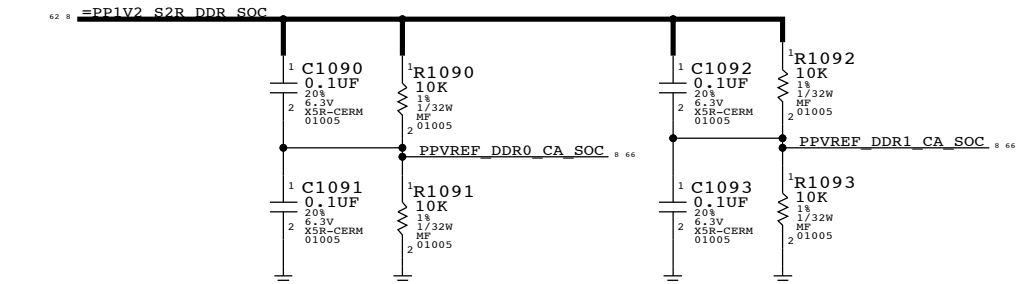 62 8 =PP1V2_S2R_DDR_SOC
1 C1090
0.1UF
20%
6.3V
2 X5R-CERM
01005
1 R1090
10K
1%
1/32W
MF
2 01005
1 C1092
0.1UF
20%
6.3V
2 X5R-CERM
01005
1 R1092
10K
1%
1/32W
MF
2 01005
PPVREF_DDR0_CA_SOC 8 66
PPVREF_DDR1_CA_SOC 8 66
1 C1091
0.1UF
20%
6.3V
2 X5R-CERM
01005
1 R1091
10K
1%
1/32W
MF
2 01005
1 C1093
0.1UF
20%
6.3V
2 X5R-CERM
01005
1 R1093
10K
1%
1/32W
MF
2 01005